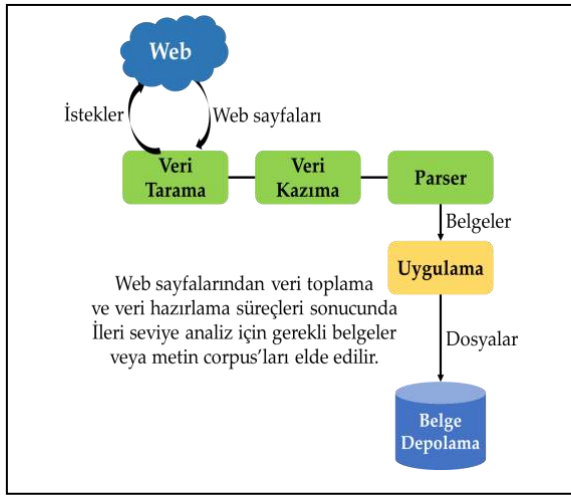 Web
İstekler
Web sayfaları
Veri
Tarama
Veri
Kazıma
Parser
Belgeler
Uygulama
Web sayfalarından veri toplama
ve veri hazırlama süreçleri sonucunda
İleri seviye analiz için gerekli belgeler
veya metin corpus'ları elde edilir.
Dosyalar
Belge
Depolama